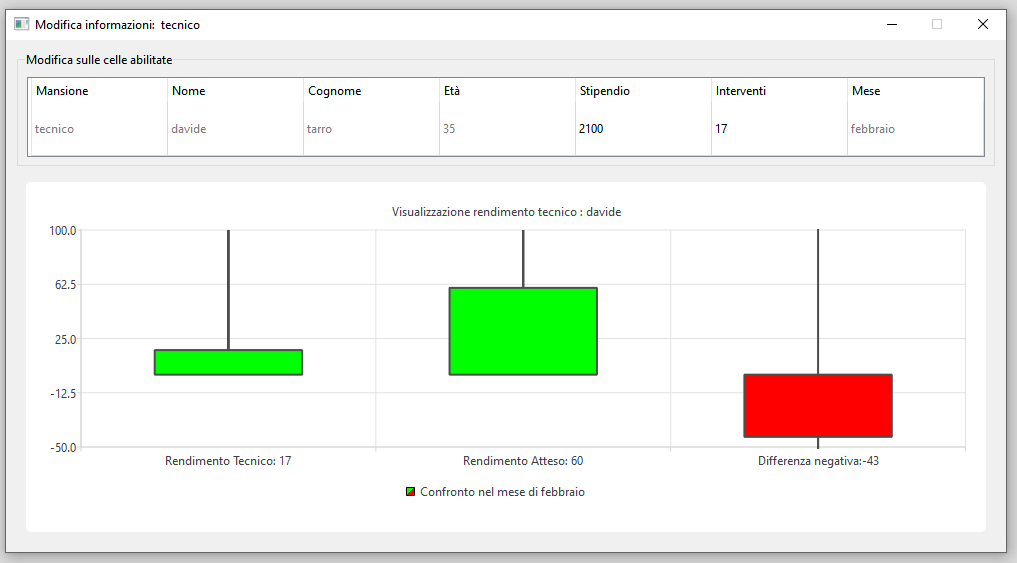 Modifica informazioni:  tecnico
Modifica sulle celle abilitate
Mansione Nome Cognome Età Stipendio Interventi Mese
tecnico davide tarro 35 2100 17 febbraio
Visualizzazione rendimento tecnico : davide
100.0
62.5
25.0
-12.5
-50.0
Rendimento Tecnico: 17 Rendimento Atteso: 60 Differenza negativa:-43
Confronto nel mese di febbraio